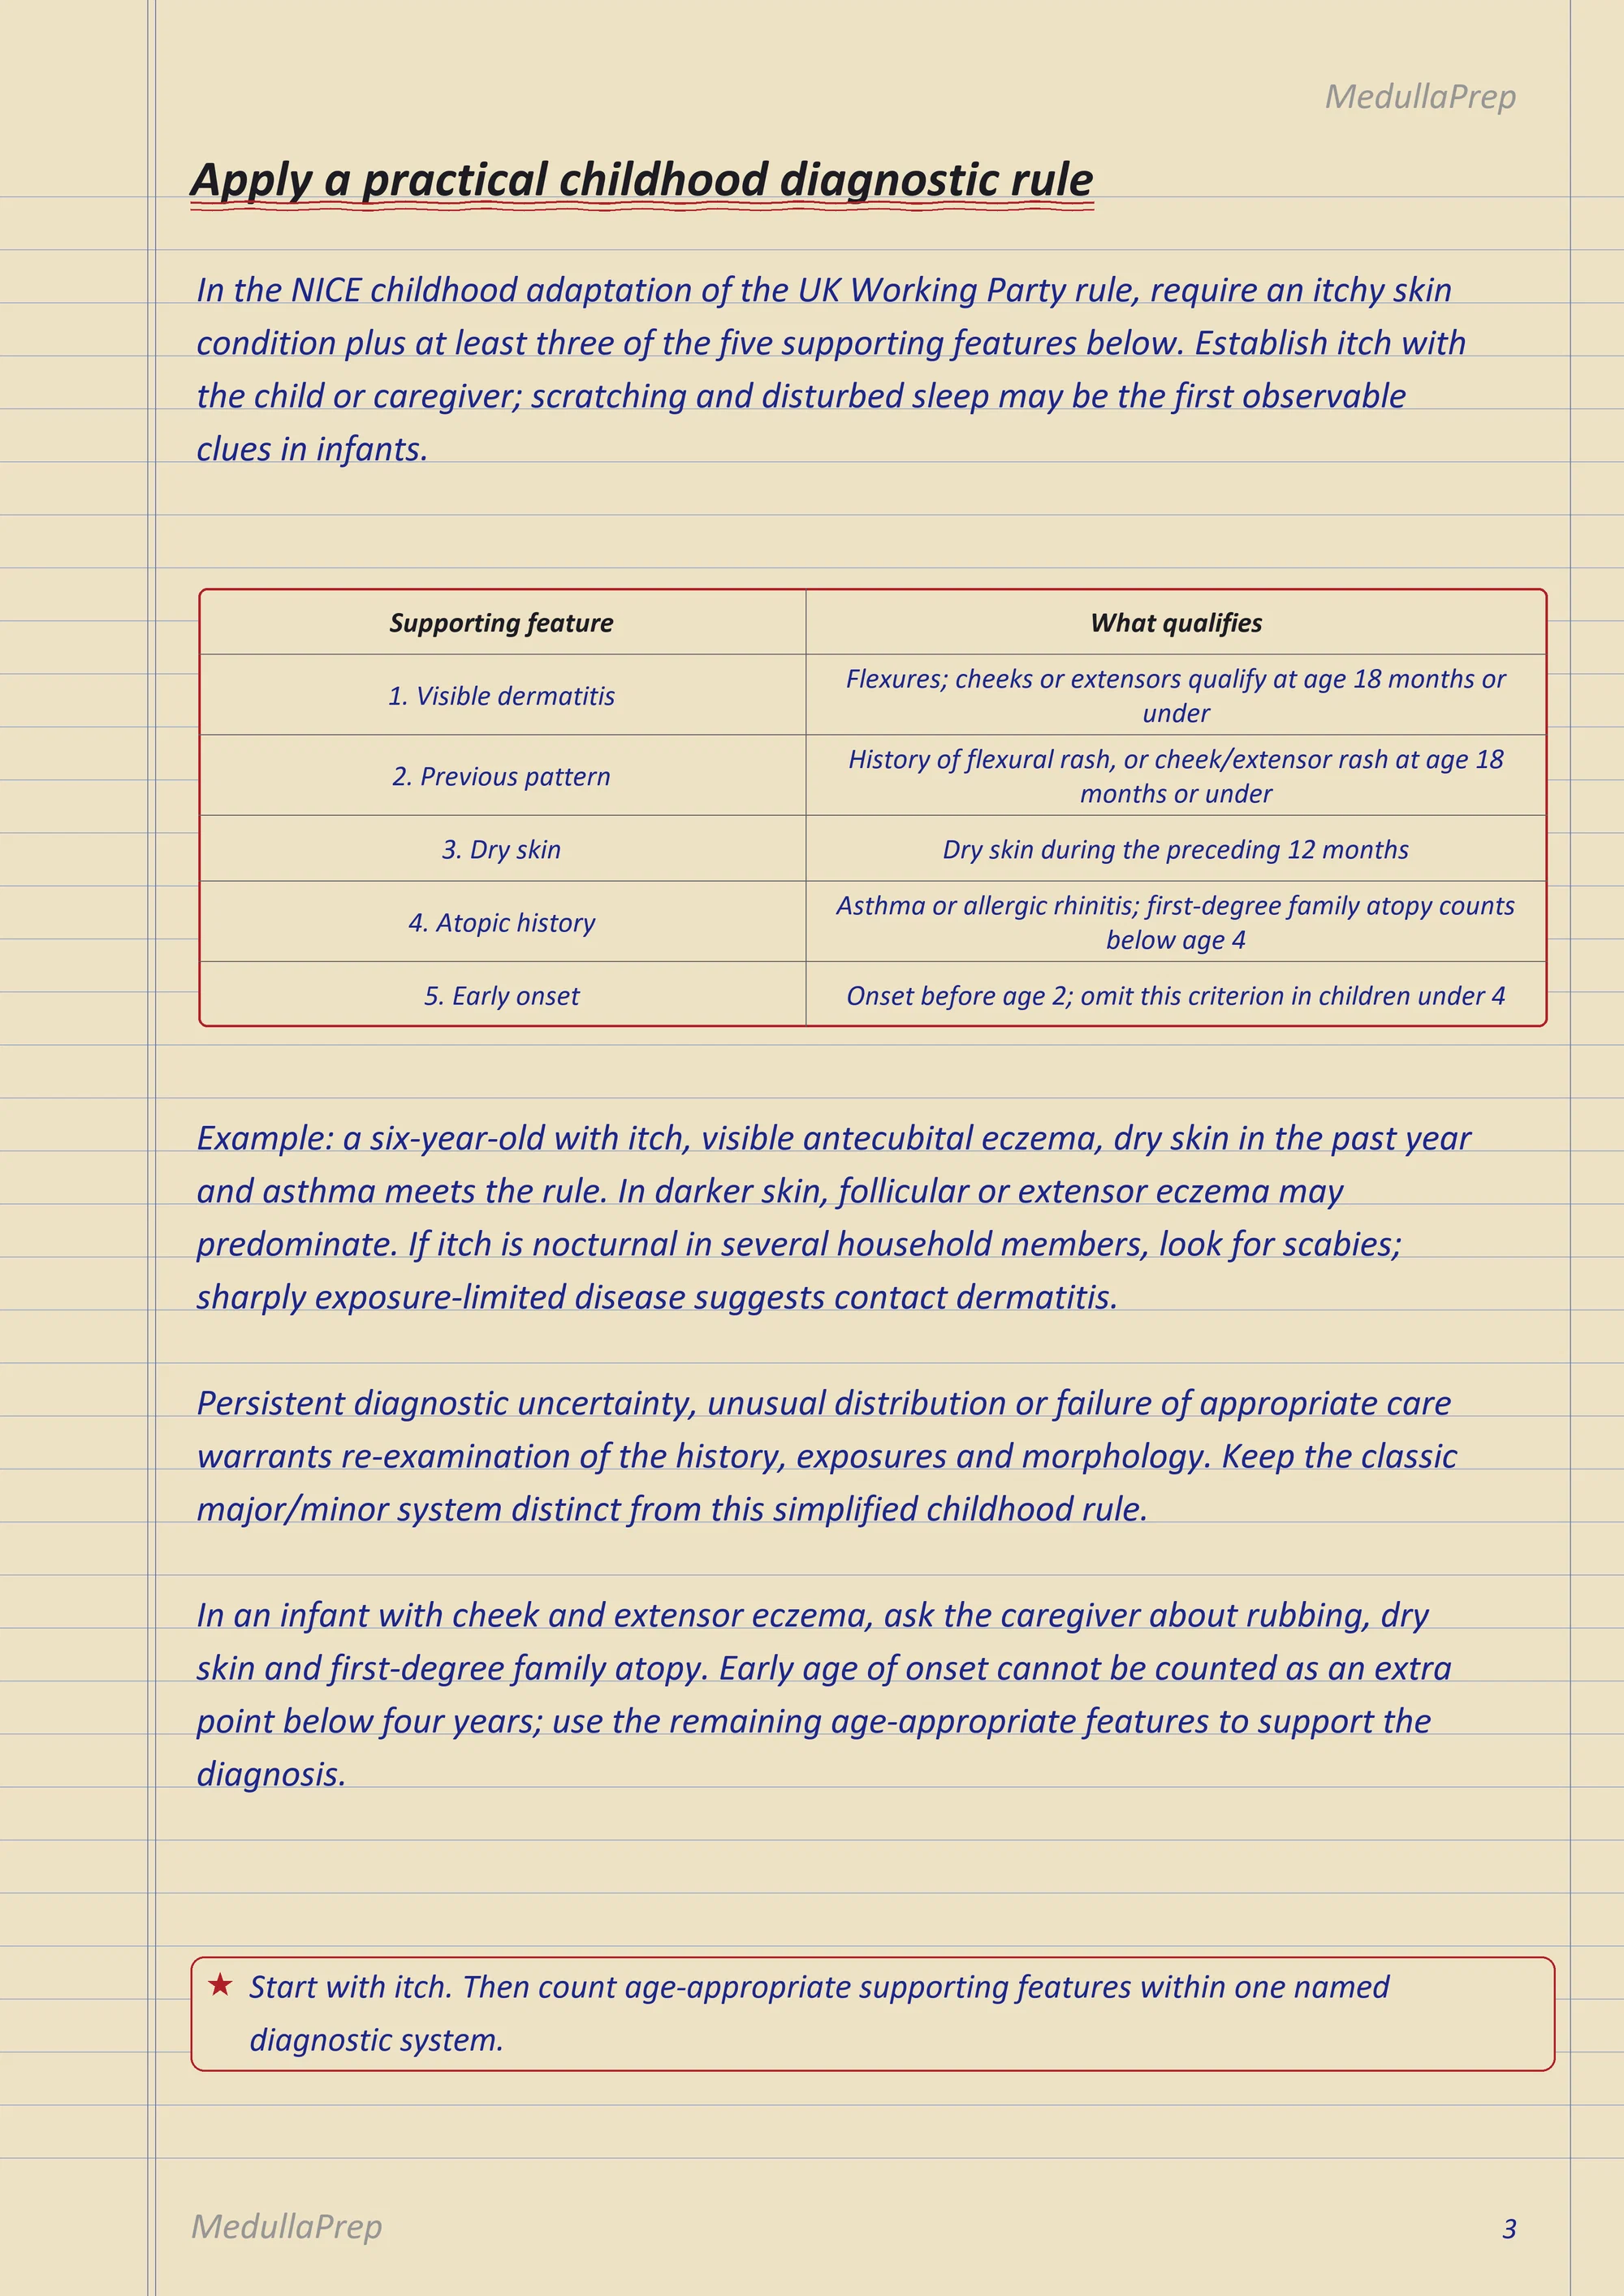 MedullaPrep
Apply a practical childhood diagnostic rule
In the NICE childhood adaptation of the UK Working Party rule, require an itchy skin
condition plus at least three of the five supporting features below. Establish itch with
the child or caregiver; scratching and disturbed sleep may be the first observable
clues in infants.
Supporting feature
What qualifies
1. Visible dermatitis
Flexures; cheeks or extensors qualify at age 18 months or
under
2. Previous pattern
History of flexural rash, or cheek/extensor rash at age 18
months or under
3. Dry skin
Dry skin during the preceding 12 months
4. Atopic history
Asthma or allergic rhinitis; first-degree family atopy counts
below age 4
5. Early onset
Onset before age 2; omit this criterion in children under 4
Example: a six-year-old with itch, visible antecubital eczema, dry skin in the past year
and asthma meets the rule. In darker skin, follicular or extensor eczema may
predominate. If itch is nocturnal in several household members, look for scabies;
sharply exposure-limited disease suggests contact dermatitis.
Persistent diagnostic uncertainty, unusual distribution or failure of appropriate care
warrants re-examination of the history, exposures and morphology. Keep the classic
major/minor system distinct from this simplified childhood rule.
In an infant with cheek and extensor eczema, ask the caregiver about rubbing, dry
skin and first-degree family atopy. Early age of onset cannot be counted as an extra
point below four years; use the remaining age-appropriate features to support the
diagnosis.
★ Start with itch. Then count age-appropriate supporting features within one named
diagnostic system.
MedullaPrep
3